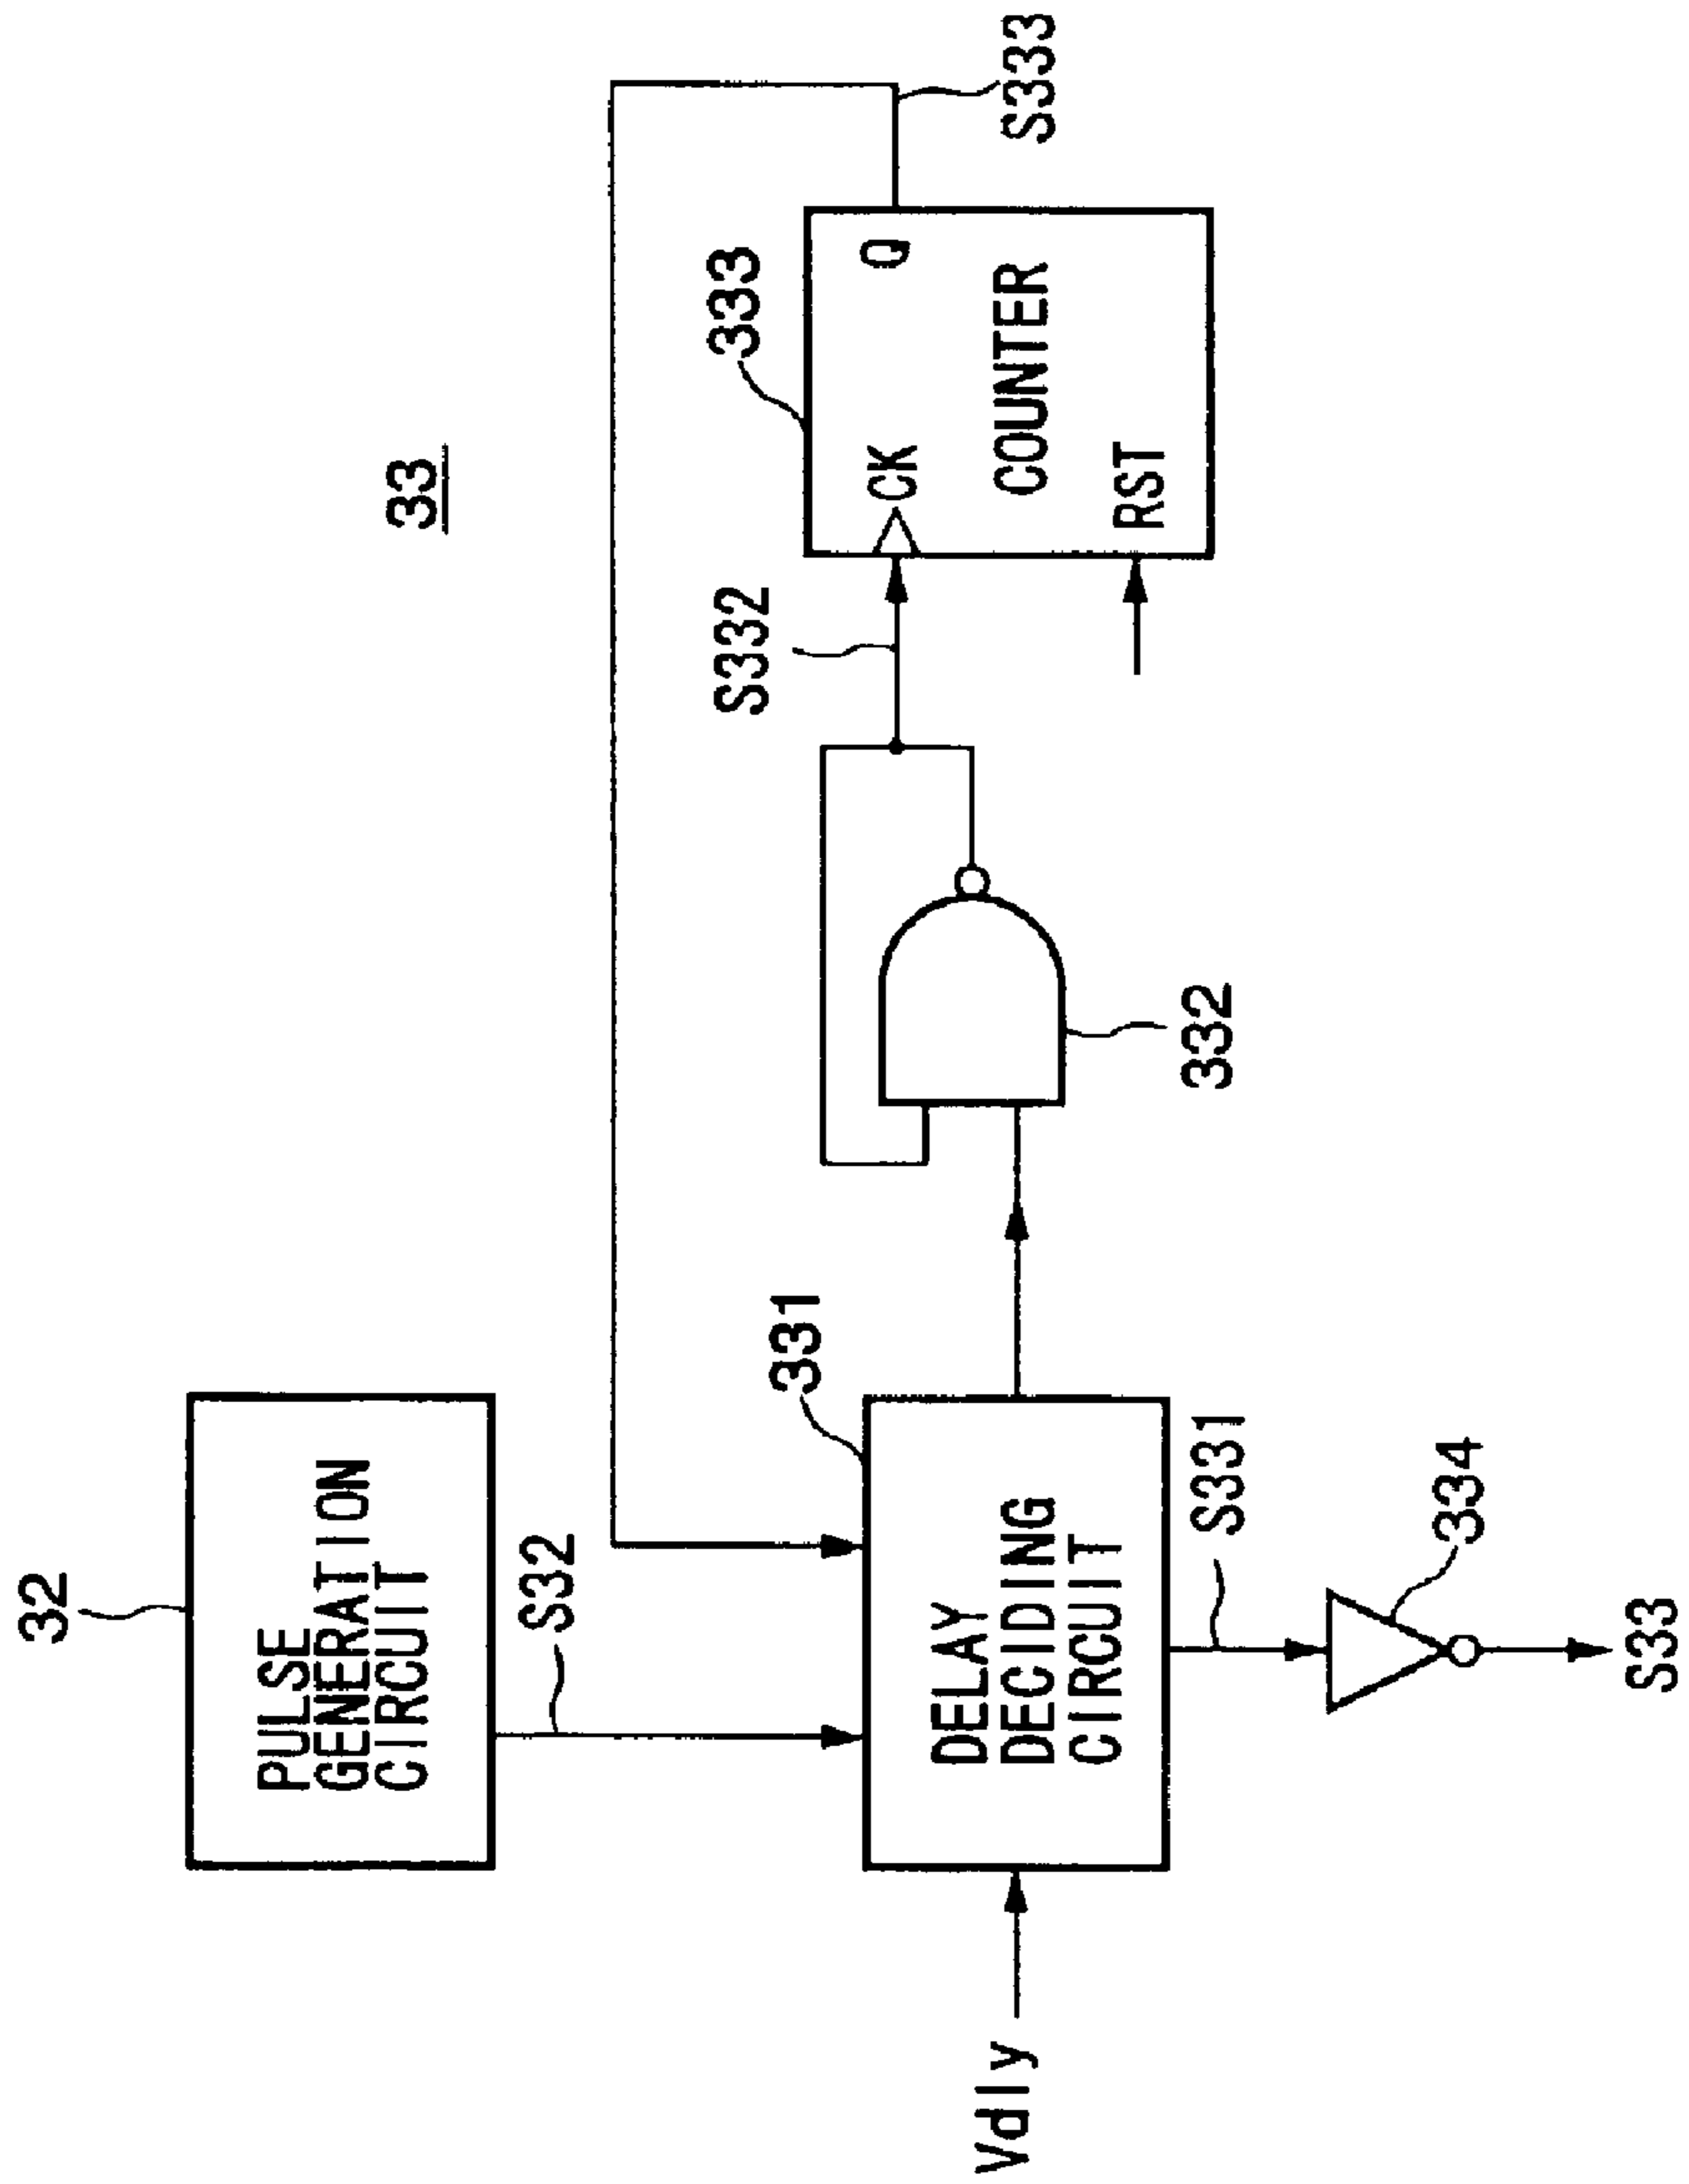 33
32
PULSE
GENERATION
CIRCUIT
S32
331
S332
333
S333
CK
Q
COUNTER
RST
Vdly
DELAY
DECIDING
CIRCUIT
332
S331
334
S33